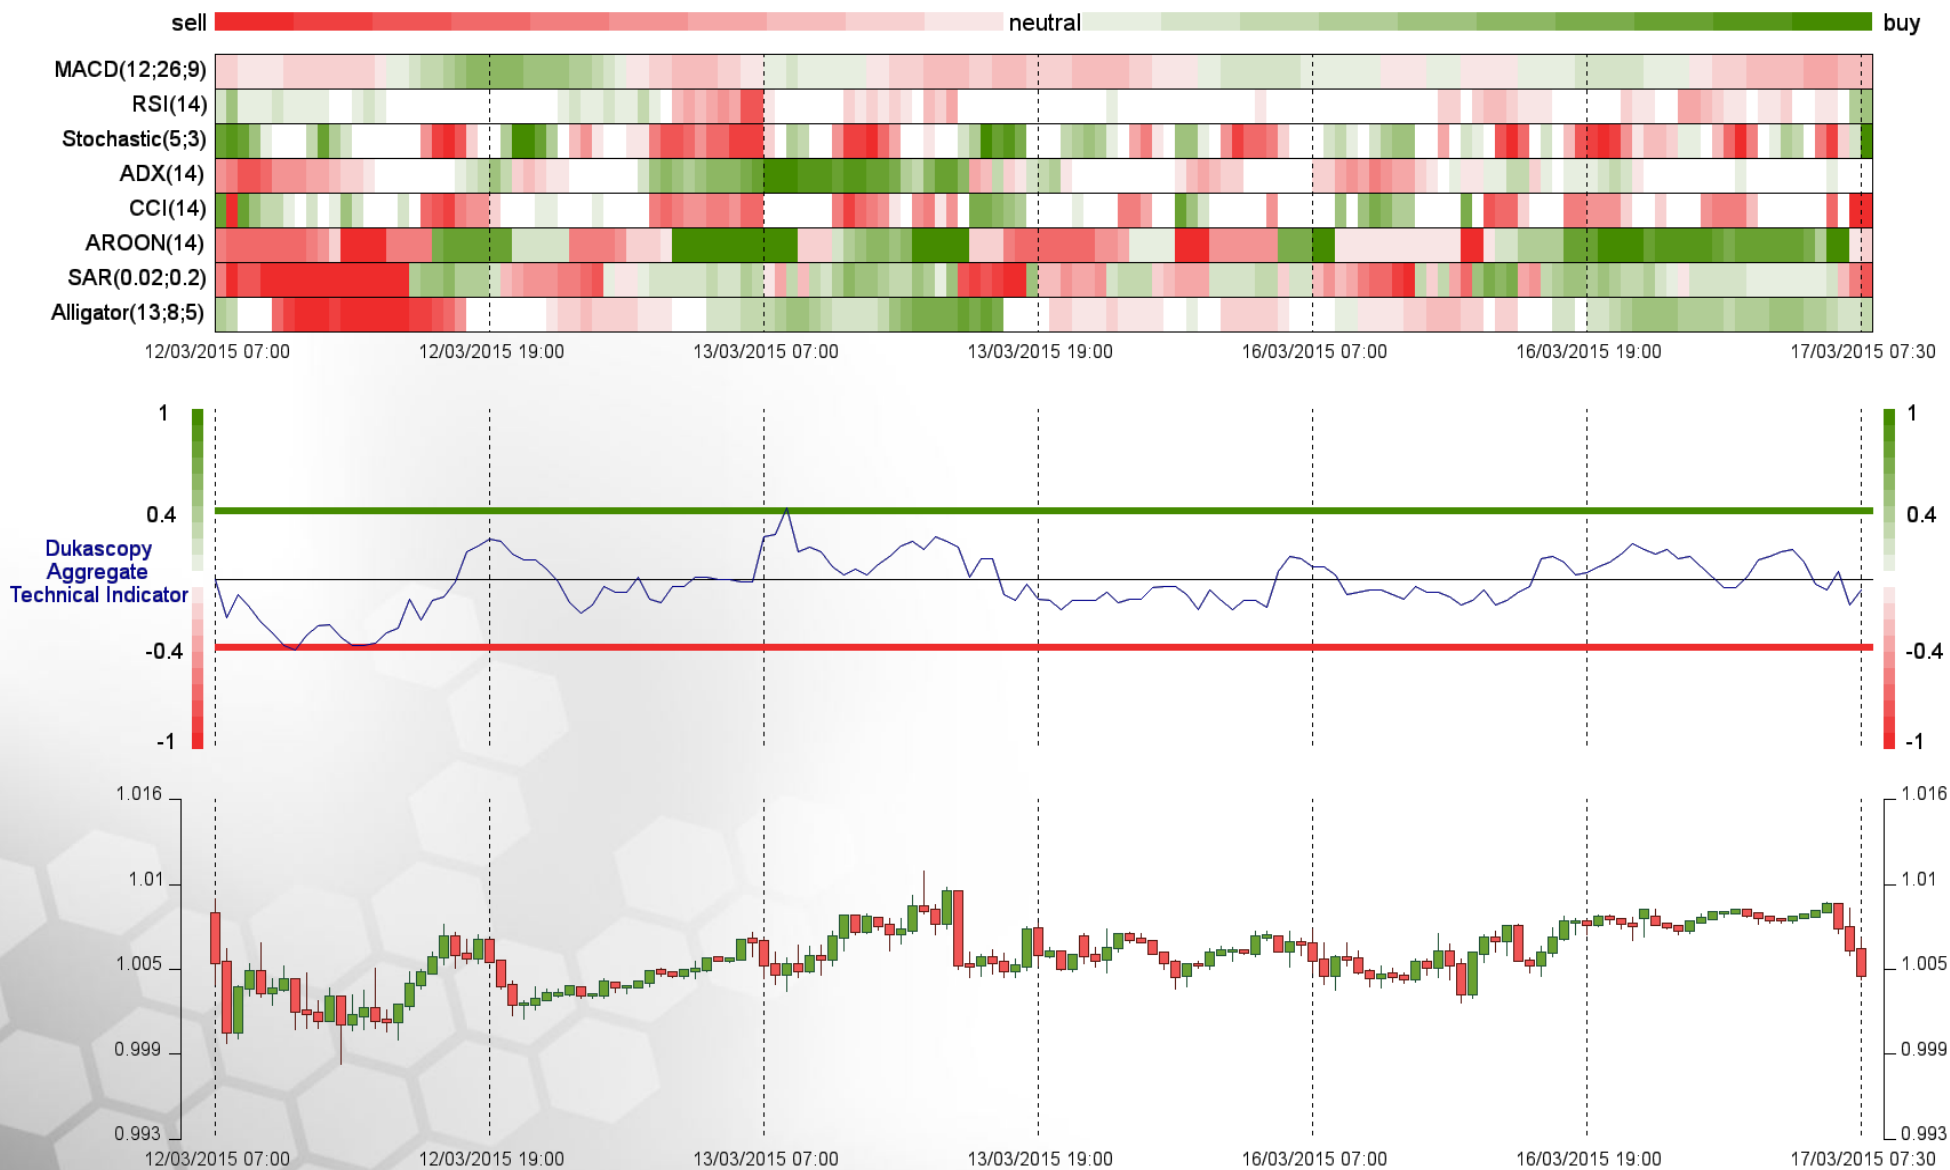 sell neutral buy
MACD(12;26;9)
RSI(14)
Stochastic(5;3)
ADX(14)
CCI(14)
AROON(14)
SAR(0.02;0.2)
Alligator(13;8;5)
12/03/2015 07:00 12/03/2015 19:00 13/03/2015 07:00 13/03/2015 19:00 16/03/2015 07:00 16/03/2015 19:00 17/03/2015 07:30
1 1
0.4 0.4
Dukascopy
Aggregate
Technical Indicator
-0.4 -0.4
-1 -1
1.016 1.016
1.01 1.01
1.005 1.005
0.999 0.999
0.993 0.993
12/03/2015 07:00 12/03/2015 19:00 13/03/2015 07:00 13/03/2015 19:00 16/03/2015 07:00 16/03/2015 19:00 17/03/2015 07:30